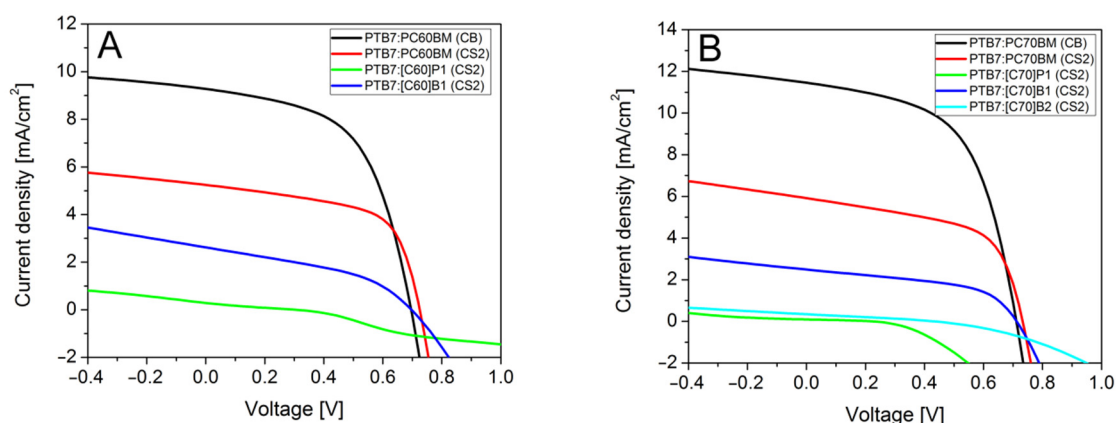 A
PTB7:PC60BM (CB)
PTB7:PC60BM (CS2)
PTB7:[C60]P1 (CS2)
PTB7:[C60]B1 (CS2)
12
10
8
6
4
2
0
−2
Current density [mA/cm²]
−0.4 −0.2 0.0 0.2 0.4 0.6 0.8 1.0
Voltage [V]
B
PTB7:PC70BM (CB)
PTB7:PC70BM (CS2)
PTB7:[C70]P1 (CS2)
PTB7:[C70]B1 (CS2)
PTB7:[C70]B2 (CS2)
14
12
10
8
6
4
2
0
−2
Current density [mA/cm²]
−0.4 −0.2 0.0 0.2 0.4 0.6 0.8 1.0
Voltage [V]